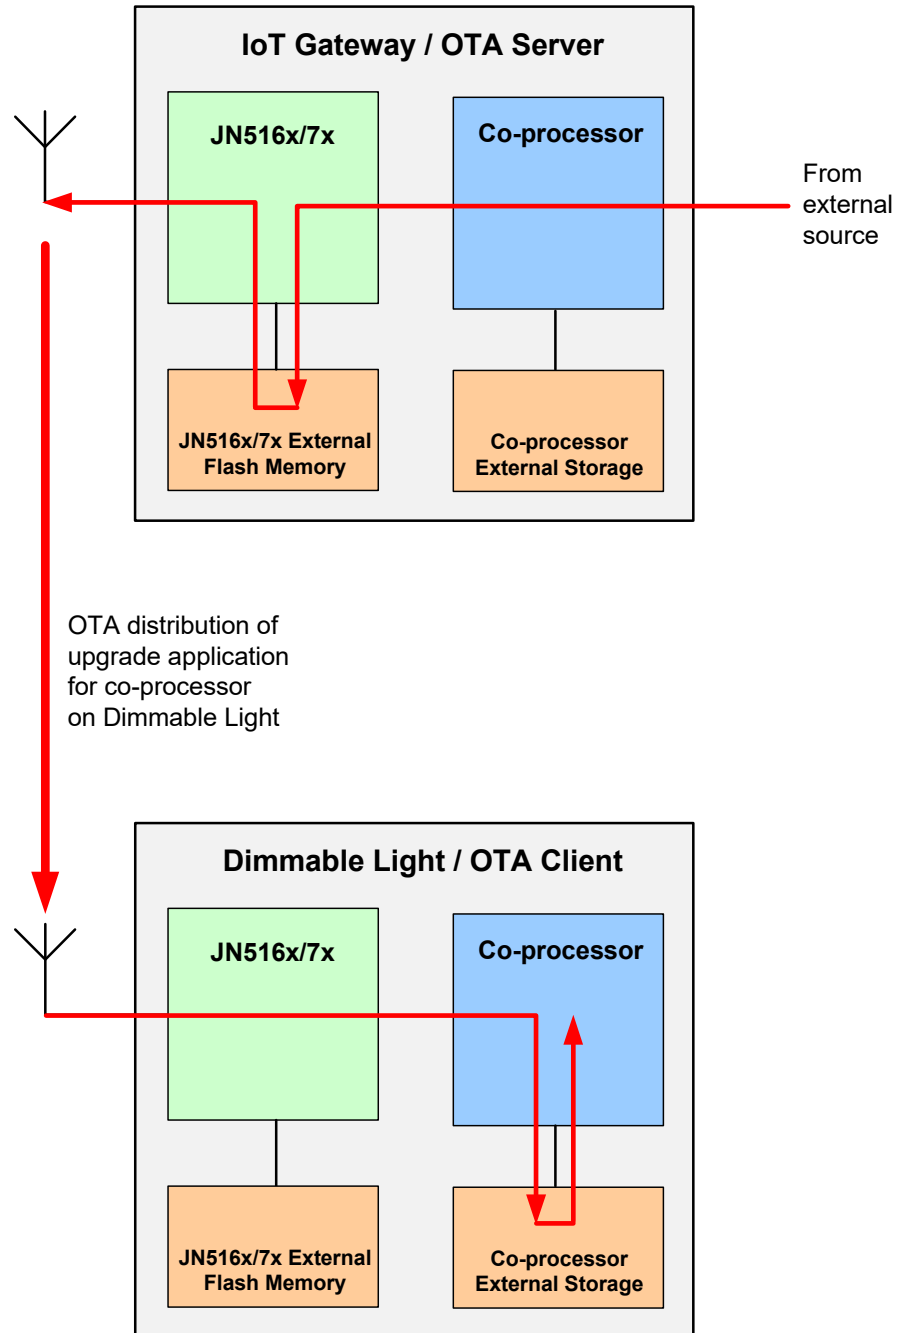 IoT Gateway / OTA Server
JN516x/7x
Co-processor
From
external
source
JN516x/7x External
Flash Memory
Co-processor
External Storage
OTA distribution of
upgrade application
for co-processor
on Dimmable Light
Dimmable Light / OTA Client
JN516x/7x
Co-processor
JN516x/7x External
Flash Memory
Co-processor
External Storage